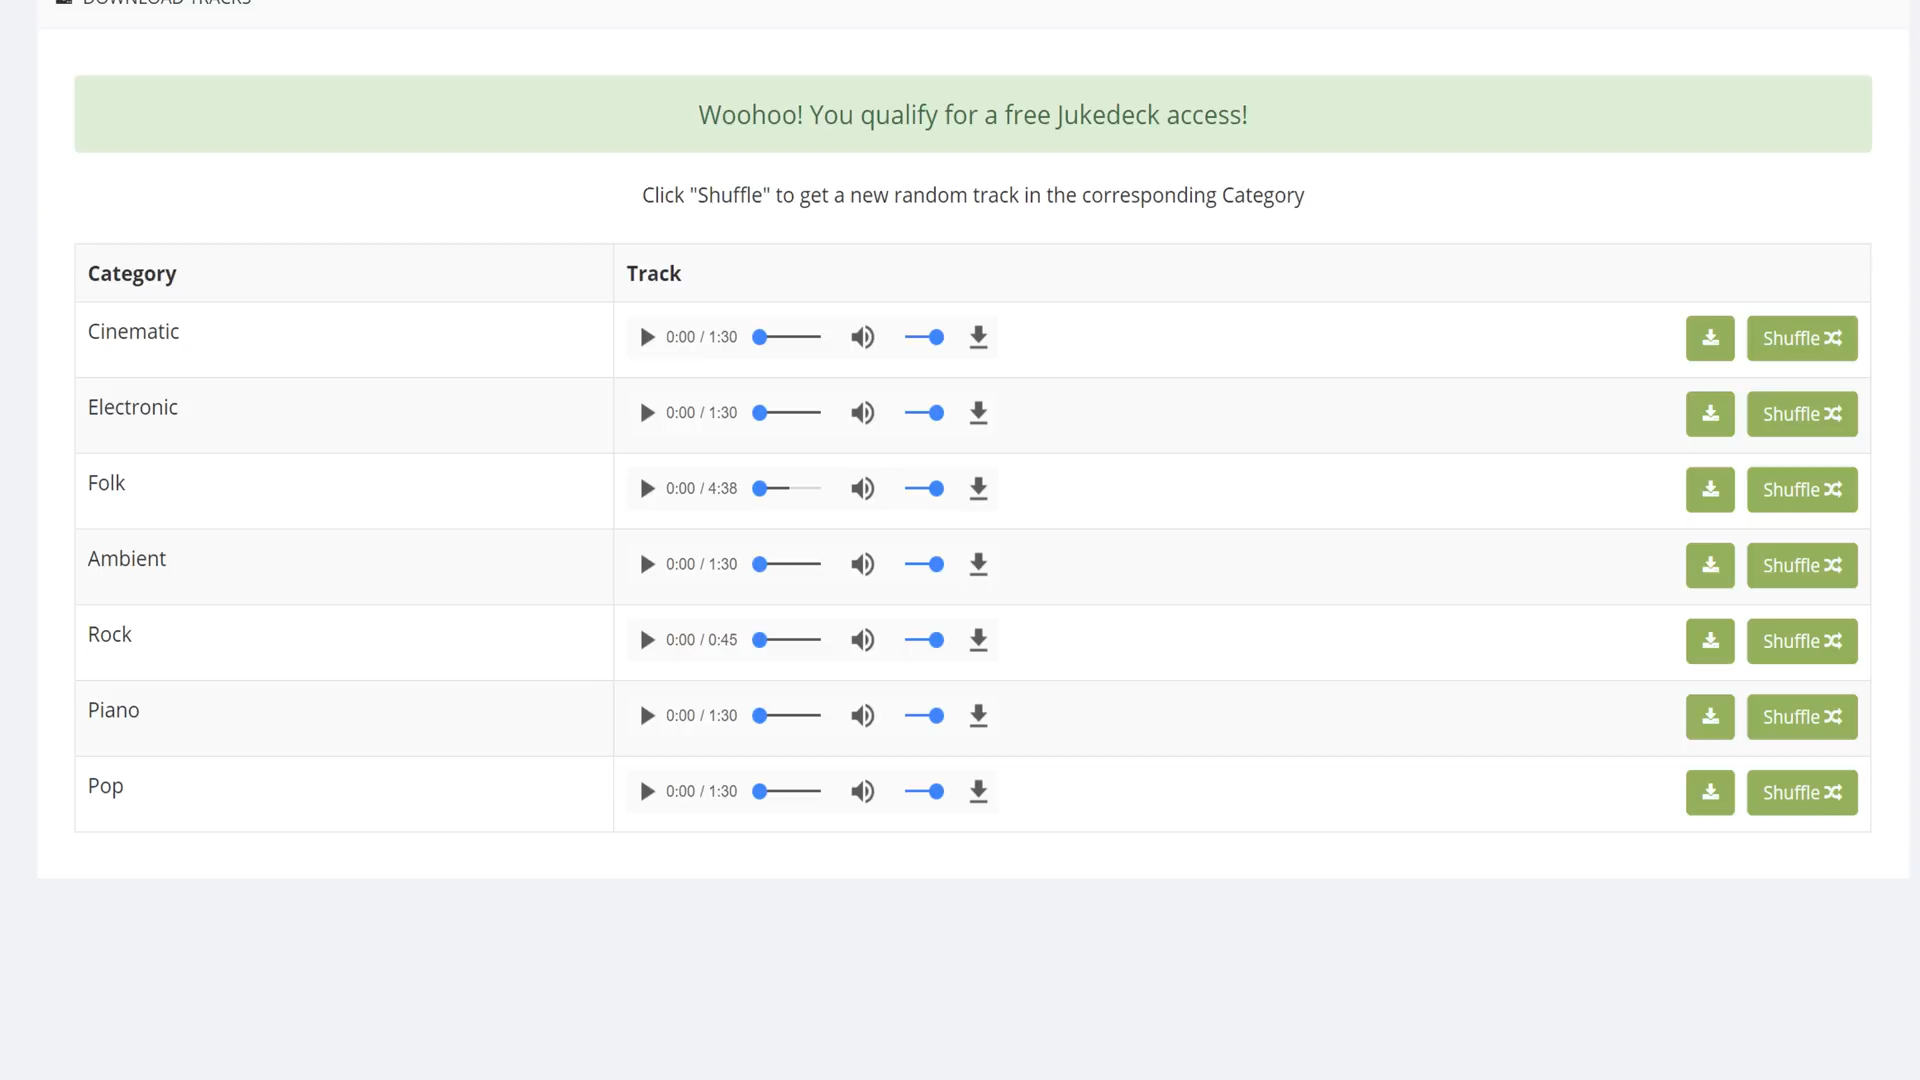 DOWNLOAD TRACKS
Woohoo! You qualify for a free Jukedeck access!
Click "Shuffle" to get a new random track in the corresponding Category
Category Track
Cinematic 0:00 / 1:30 Shuffle
Electronic 0:00 / 1:30 Shuffle
Folk 0:00 / 4:38 Shuffle
Ambient 0:00 / 1:30 Shuffle
Rock 0:00 / 0:45 Shuffle
Piano 0:00 / 1:30 Shuffle
Pop 0:00 / 1:30 Shuffle